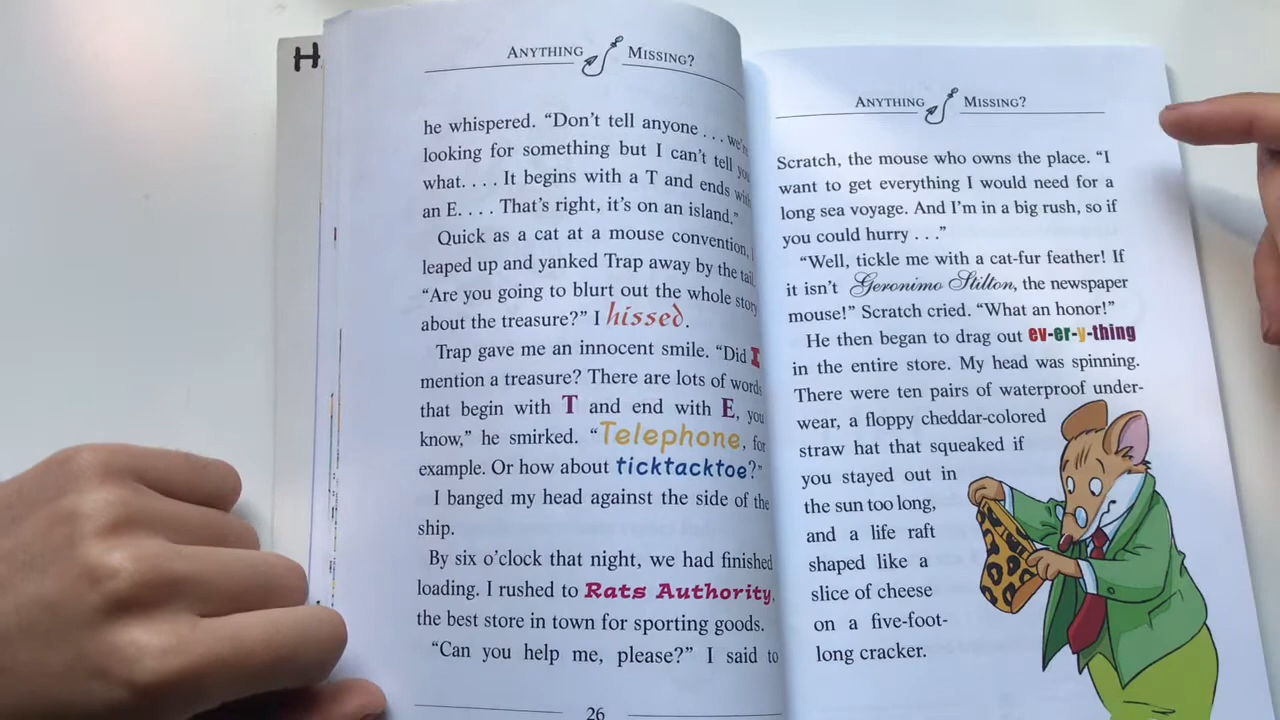 H
ANYTHING MISSING?
he whispered. “Don’t tell anyone . . . we’re
looking for something but I can’t tell you
what. . . . It begins with a T and ends with
an E. . . . That’s right, it’s on an island.”
Quick as a cat at a mouse convention, I
leaped up and yanked Trap away by the tail.
“Are you going to blurt out the whole story
about the treasure?” I hissed.
Trap gave me an innocent smile. “Did I
mention a treasure? There are lots of words
that begin with T and end with E, you
know,” he smirked. “Telephone, for
example. Or how about ticktacktoe?”
I banged my head against the side of the
ship.
By six o’clock that night, we had finished
loading. I rushed to Rats Authority,
the best store in town for sporting goods.
“Can you help me, please?” I said to
26
ANYTHING MISSING?
Scratch, the mouse who owns the place. “I
want to get everything I would need for a
long sea voyage. And I’m in a big rush, so if
you could hurry . . .”
“Well, tickle me with a cat-fur feather! If
it isn’t Geronimo Stilton, the newspaper
mouse!” Scratch cried. “What an honor!”
He then began to drag out ev-er-y-thing
in the entire store. My head was spinning.
There were ten pairs of waterproof under-
wear, a floppy cheddar-colored
straw hat that squeaked if
you stayed out in
the sun too long,
and a life raft
shaped like a
slice of cheese
on a five-foot-
long cracker.